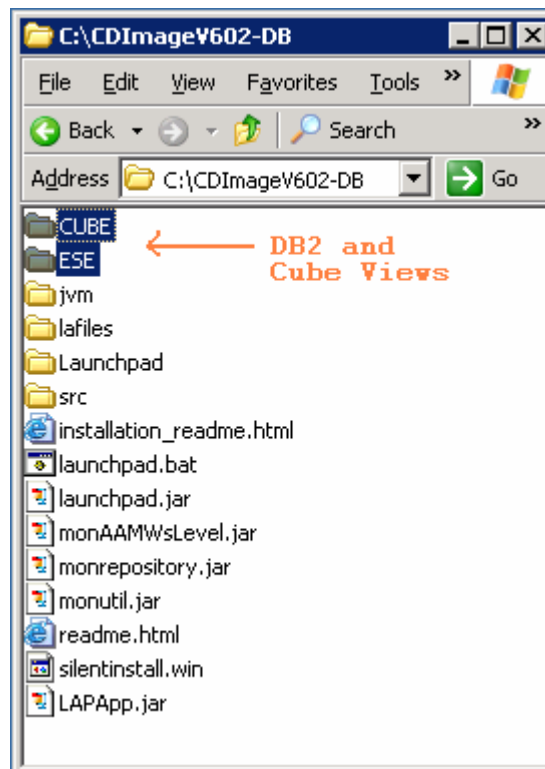 C:\CDImageV602-DB
File Edit View Favorites Tools »
Back Search »
Address C:\CDImageV602-DB Go
CUBE
ESE
DB2 and
Cube Views
jvm
lafiles
Launchpad
src
installation_readme.html
launchpad.bat
launchpad.jar
monAAMWsLevel.jar
monrepository.jar
monutil.jar
readme.html
silentinstall.win
LAPApp.jar